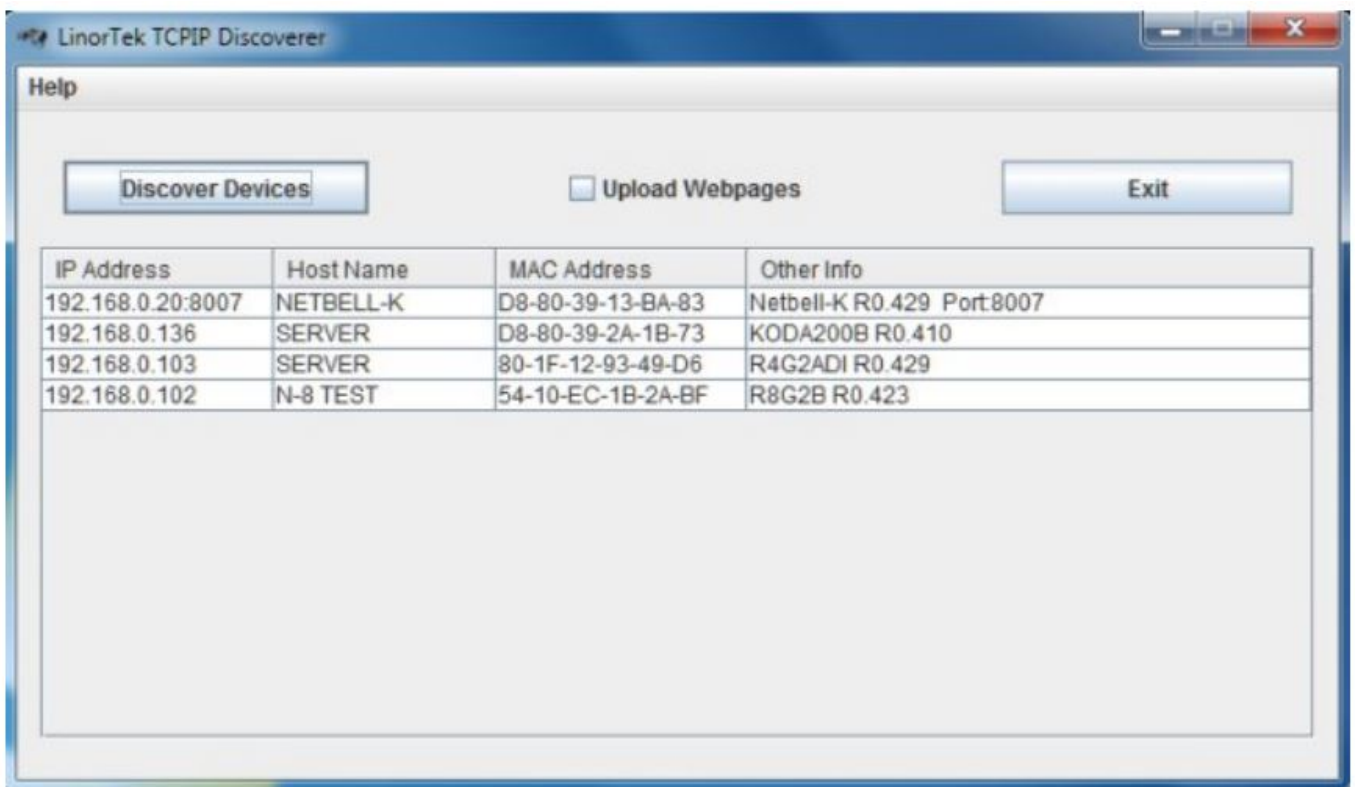 LinorTek TCPIP Discoverer
Help
Discover Devices Upload Webpages Exit
IP Address Host Name MAC Address Other Info
192.168.0.20:8007 NETBELL-K D8-80-39-13-BA-83 Netbell-K R0.429 Port:8007
192.168.0.136 SERVER D8-80-39-2A-1B-73 KODA200B R0.410
192.168.0.103 SERVER 80-1F-12-93-49-D6 R4G2ADI R0.429
192.168.0.102 N-8 TEST 54-10-EC-1B-2A-BF R8G2B R0.423